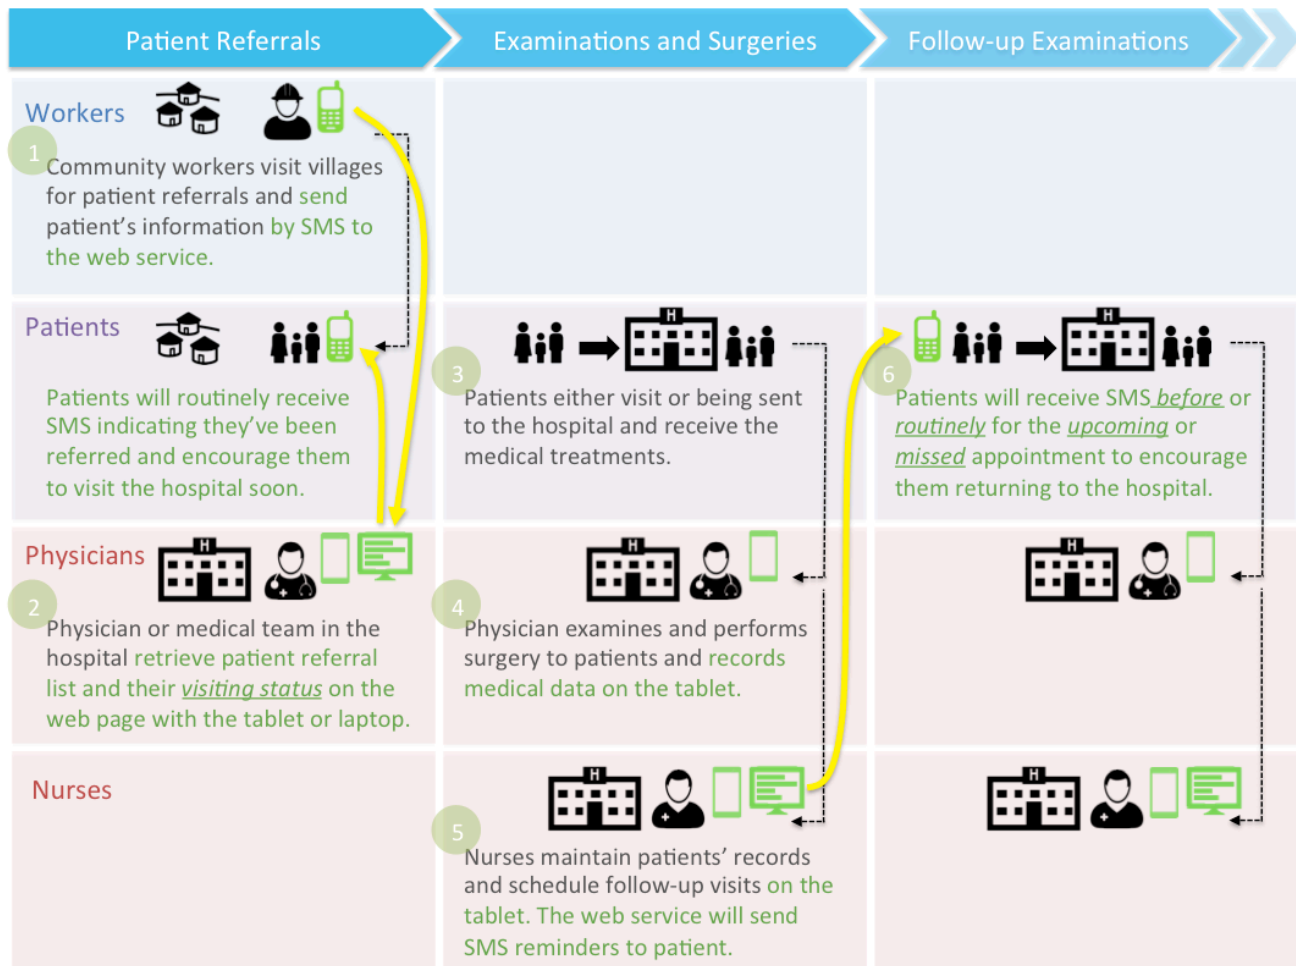 Patient Referrals
Examinations and Surgeries
Follow-up Examinations
Workers
1
Community workers visit villages
for patient referrals and send
patient's information by SMS to
the web service.
Patients
Patients will routinely receive
SMS indicating they've been
referred and encourage them
to visit the hospital soon.
H
3
Patients either visit or being sent
to the hospital and receive the
medical treatments.
H
6
Patients will receive SMS before or
routinely for the upcoming or
missed appointment to encourage
them returning to the hospital.
Physicians
H
2
Physician or medical team in the
hospital retrieve patient referral
list and their visiting status on the
web page with the tablet or laptop.
H
4
Physician examines and performs
surgery to patients and records
medical data on the tablet.
H
Nurses
H
5
Nurses maintain patients' records
and schedule follow-up visits on the
tablet. The web service will send
SMS reminders to patient.
H